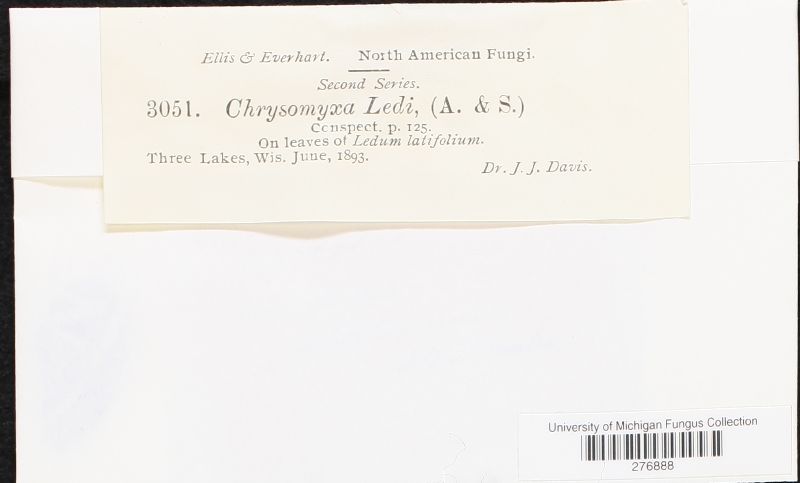 Ellis & Everhart. North American Fungi.
Second Series.
3051. Chrysomyxa Ledi, (A. & S.)
Conspect. p. 125.
On leaves of Ledum latifolium.
Three Lakes, Wis. June, 1893.
Dr. J. J. Davis.
University of Michigan Fungus Collection
276888